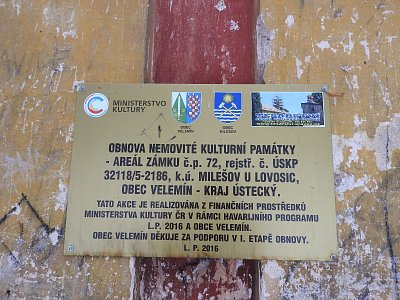 MINISTERSTVO
KULTURY
OBEC
VELEMÍN
OBEC
MILEŠOV
OBNOVA NEMOVITÉ KULTURNÍ PAMÁTKY
- AREÁL ZÁMKU č.p. 72, rejstř. č. ÚSKP
32118/5-2186, k.ú. MILEŠOV U LOVOSIC,
OBEC VELEMÍN - KRAJ ÚSTECKÝ.
TATO AKCE JE REALIZOVÁNA Z FINANČNÍCH PROSTŘEDKŮ
MINISTERSTVA KULTURY ČR V RÁMCI HAVARIJNÍHO PROGRAMU
L.P. 2016 A OBCE VELEMÍN.
OBEC VELEMÍN DĚKUJE ZA PODPORU V I. ETAPĚ OBNOVY.
L. P. 2016